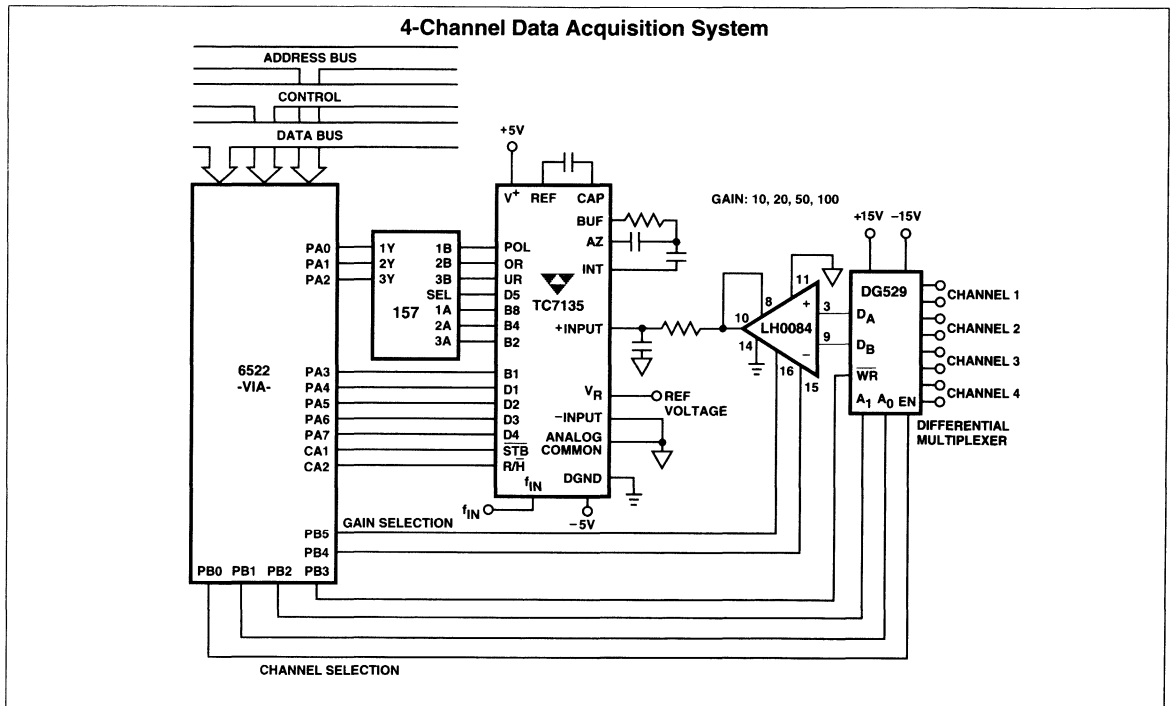 4-Channel Data Acquisition System
ADDRESS BUS
CONTROL
DATA BUS
+5V
V+ REF CAP
BUF
AZ
INT
GAIN: 10, 20, 50, 100
+15V −15V
PA0 1Y 1B POL
PA1 2Y 2B OR
PA2 3Y 3B UR
SEL D5
157 1A B8
2A B4
3A B2
TC7135
+INPUT
11
8
+
10 LH0084 3
14 9
−
16
15
DG529
DA
DB
WR
A1 A0 EN
CHANNEL 1
CHANNEL 2
CHANNEL 3
CHANNEL 4
DIFFERENTIAL
MULTIPLEXER
6522
-VIA-
PA3 B1
PA4 D1
PA5 D2
PA6 D3
PA7 D4
CA1 STB
CA2 R/H
VR REF
VOLTAGE
−INPUT
ANALOG
COMMON
DGND
fIN
fIN
−5V
GAIN SELECTION
PB5
PB4
PB0 PB1 PB2 PB3
CHANNEL SELECTION